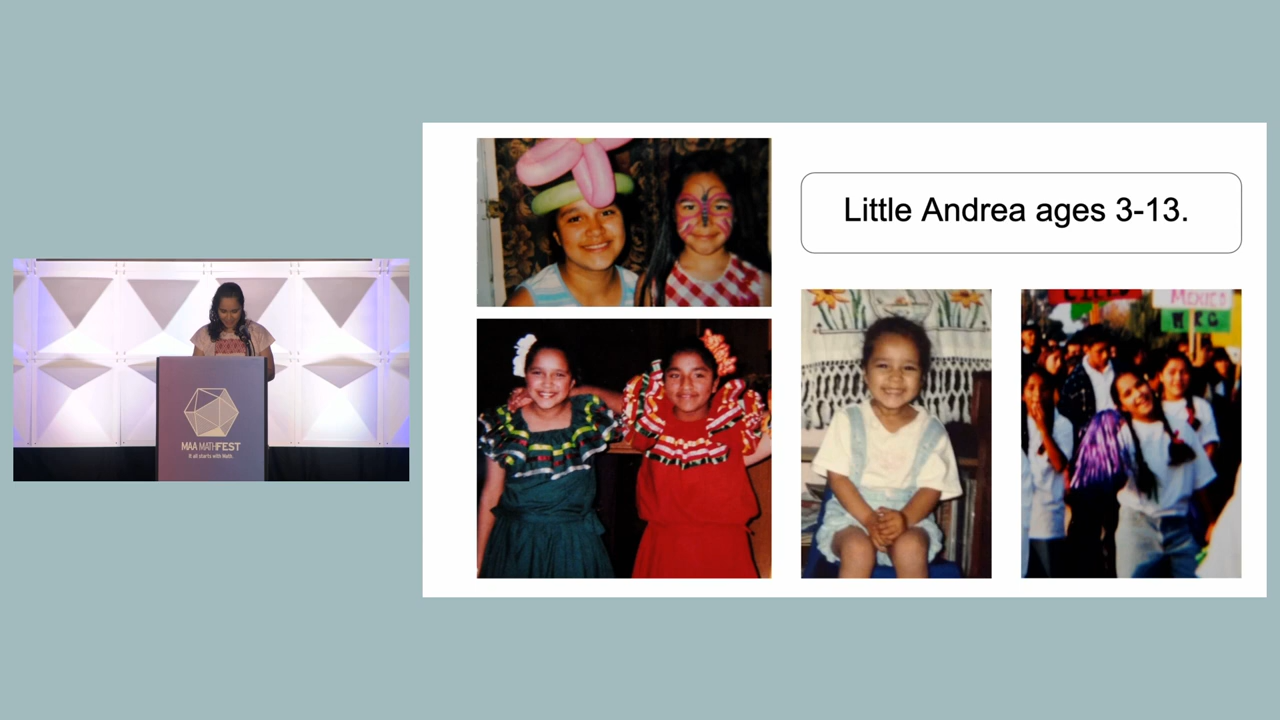 Little Andrea ages 3-13.
MEXICO
MAA MATHFEST
It all starts with Math.